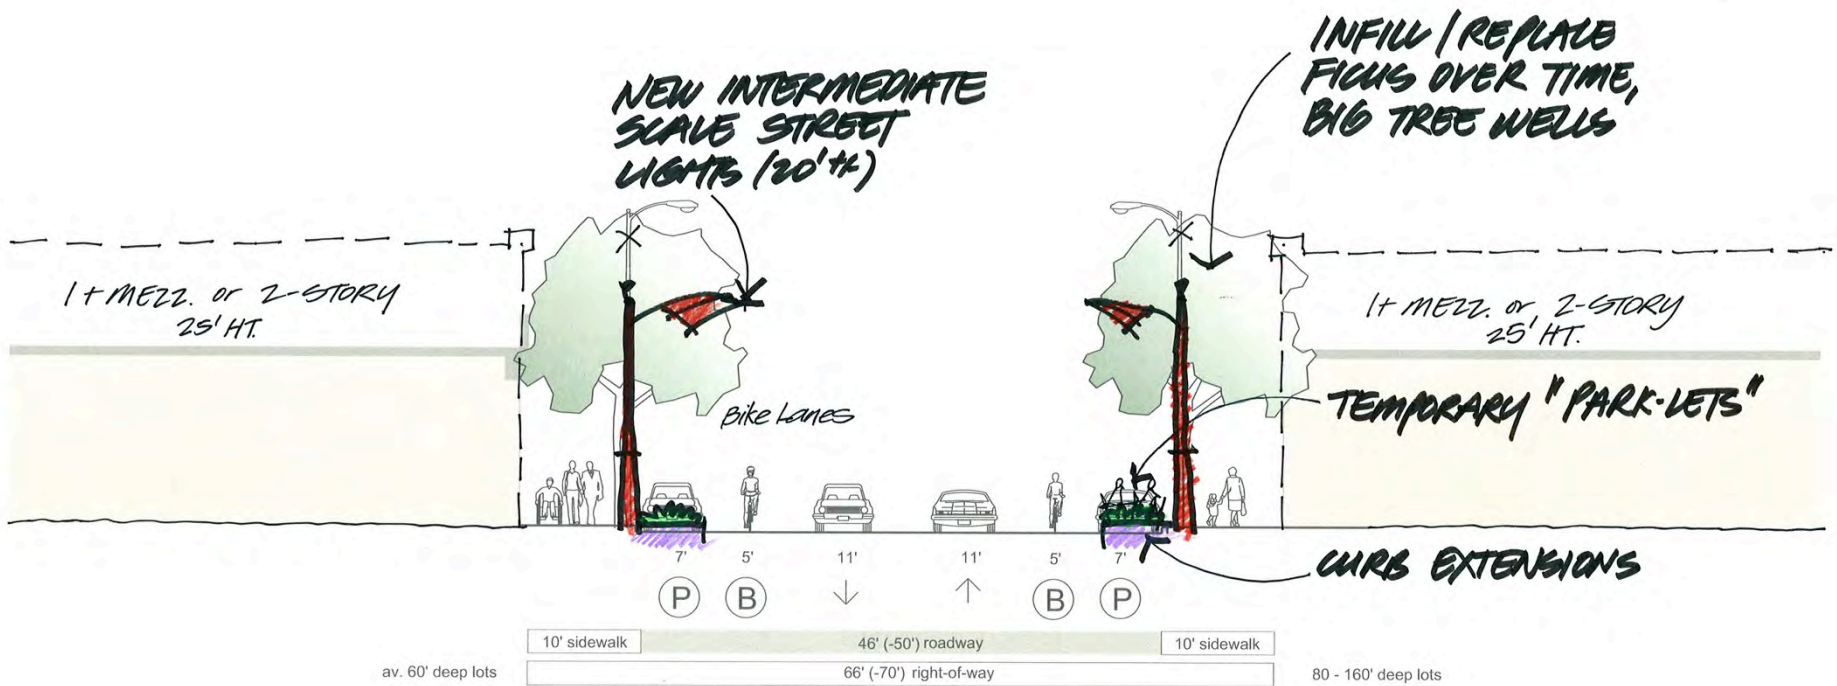 INFILL / REPLACE
FICUS OVER TIME,
BIG TREE WELLS
NEW INTERMEDIATE
SCALE STREET
LIGHTS (20' ht)
1 + MEZZ. or 2-STORY
25' HT.
1 + MEZZ. or 2-STORY
25' HT.
TEMPORARY "PARK-LETS"
Bike Lanes
CURB EXTENSIONS
7' 5' 11' 11' 5' 7'
P B B P
10' sidewalk 46' (-50') roadway 10' sidewalk
av. 60' deep lots 66' (-70') right-of-way 80 - 160' deep lots